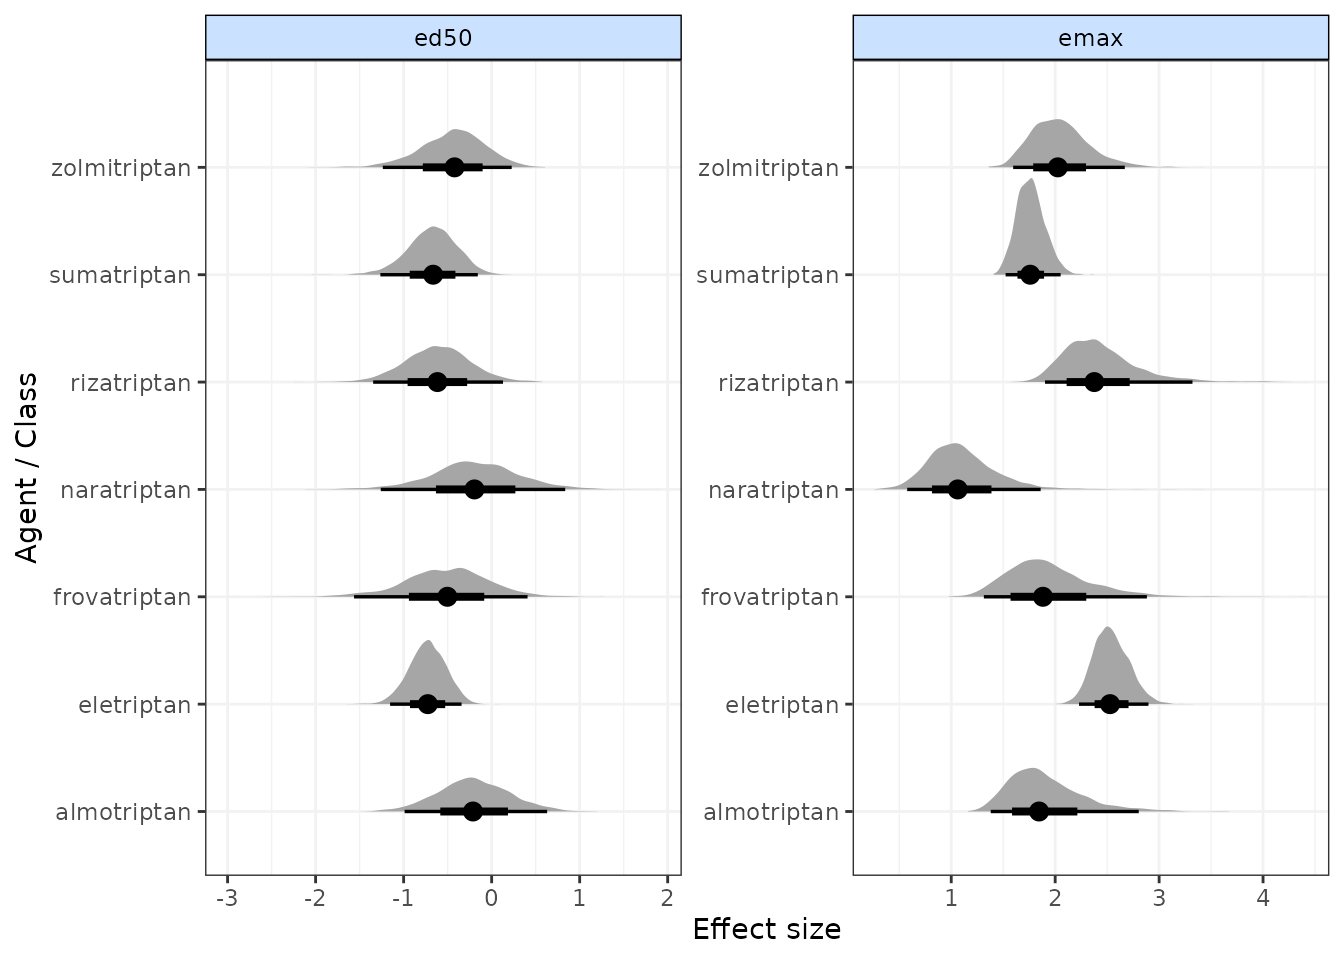 ed50
emax
zolmitriptan
sumatriptan
rizatriptan
naratriptan
frovatriptan
eletriptan
almotriptan
zolmitriptan
sumatriptan
rizatriptan
naratriptan
frovatriptan
eletriptan
almotriptan
Agent / Class
-3 -2 -1 0 1 2
1 2 3 4
Effect size